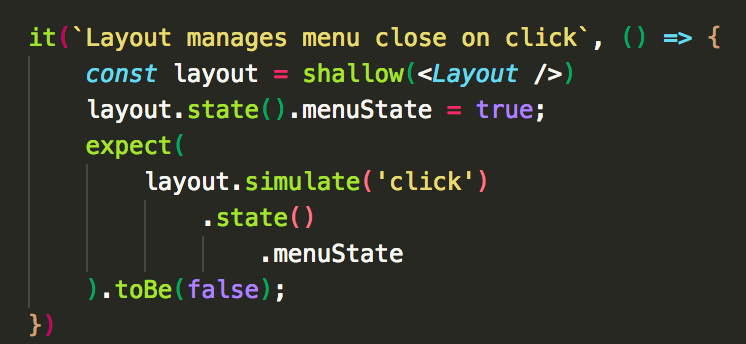 it(`Layout manages menu close on click`, () => {
    const layout = shallow(<Layout />)
    layout.state().menuState = true;
    expect(
        layout.simulate('click')
            .state()
                .menuState
    ).toBe(false);
})